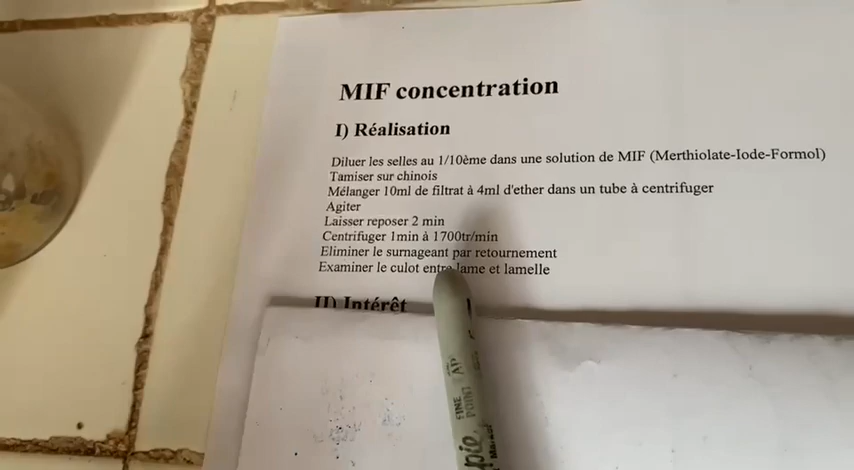 MIF concentration
I) Réalisation
Diluer les selles au 1/10ème dans une solution de MIF (Merthiolate-Iode-Formol)
Tamiser sur chinois
Mélanger 10ml de filtrat à 4ml d'ether dans un tube à centrifuger
Agiter
Laisser reposer 2 min
Centrifuger 1min à 1700tr/min
Eliminer le surnageant par retournement
Examiner le culot entre lame et lamelle
II) Intérêt
FINE
POINT